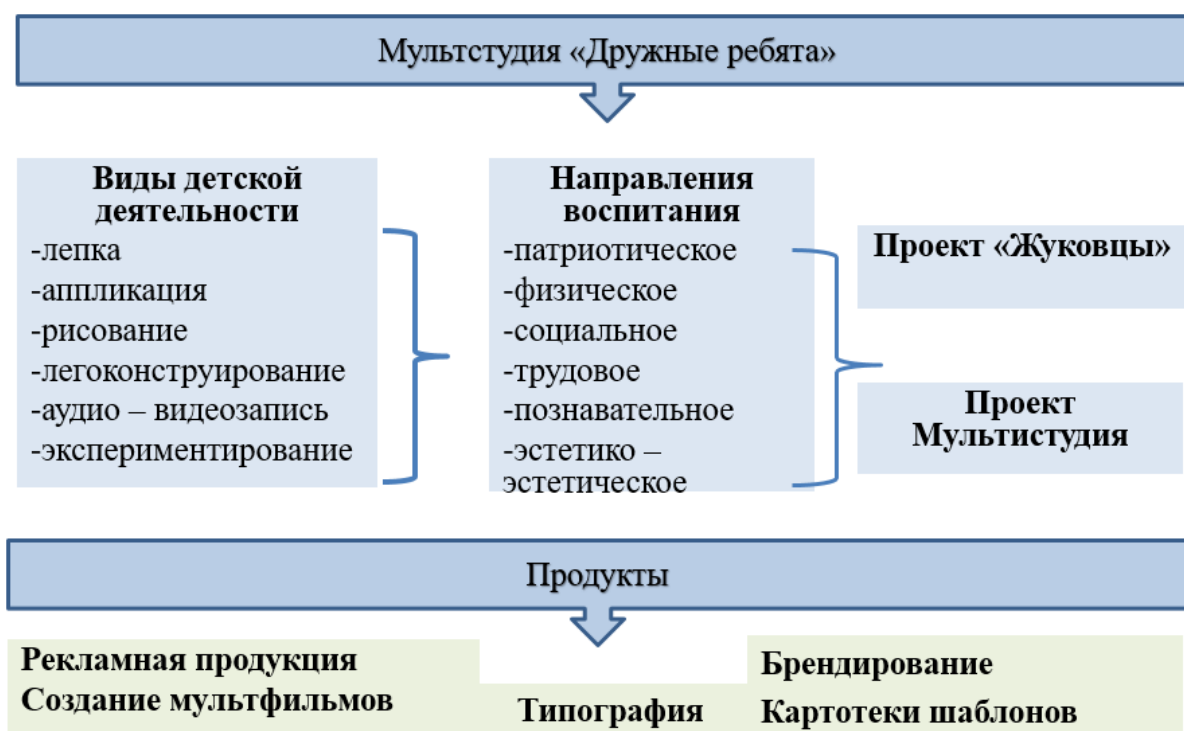 Мультстудия «Дружные ребята»
Виды детской
деятельности
-лепка
-аппликация
-рисование
-легоконструирование
-аудио – видеозапись
-экспериментирование
Направления
воспитания
-патриотическое
-физическое
-социальное
-трудовое
-познавательное
-эстетико –
эстетическое
Проект «Жуковцы»
Проект
Мультистудия
Продукты
Рекламная продукция
Создание мультфильмов
Типография
Брендирование
Картотеки шаблонов